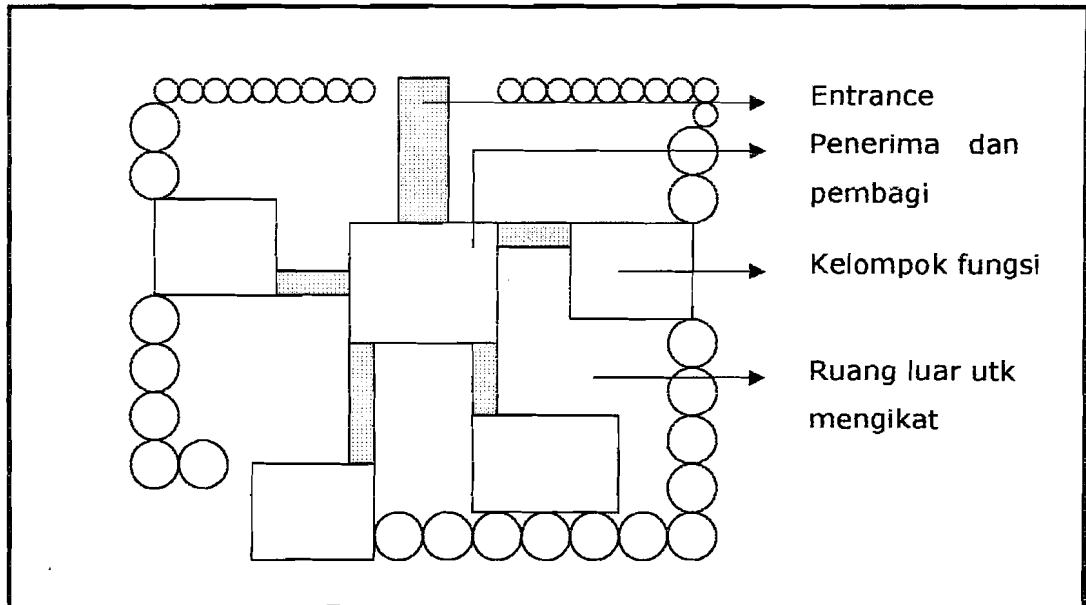 Entrance
Penerima dan
pembagi
Kelompok fungsi
Ruang luar utk
mengikat